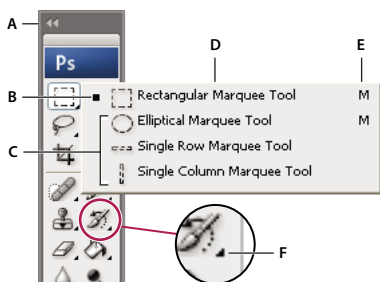 A
Ps
D
E
B
Rectangular Marquee Tool M
Elliptical Marquee Tool M
C
Single Row Marquee Tool
Single Column Marquee Tool
F